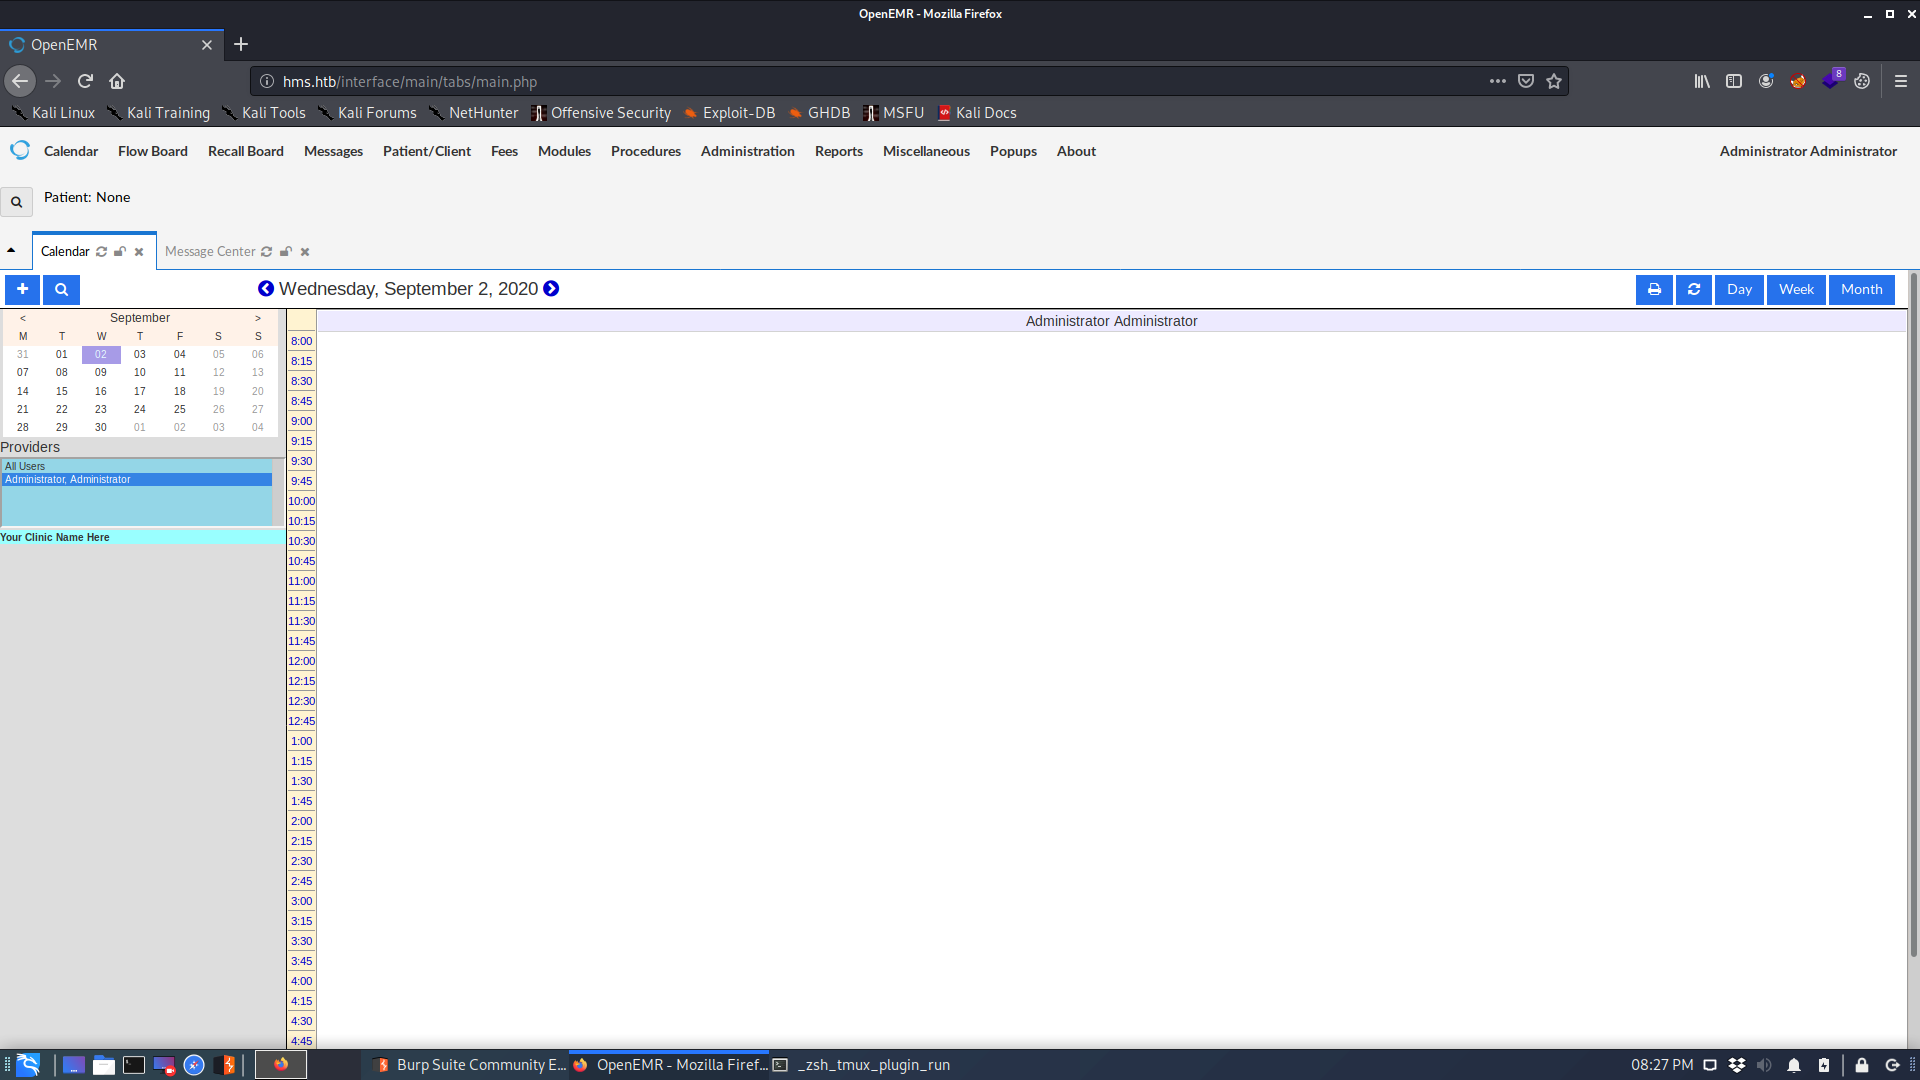 OpenEMR - Mozilla Firefox
OpenEMR
hms.htb/interface/main/tabs/main.php
8
Kali Linux Kali Training Kali Tools Kali Forums NetHunter Offensive Security Exploit-DB GHDB MSFU Kali Docs
Calendar Flow Board Recall Board Messages Patient/Client Fees Modules Procedures Administration Reports Miscellaneous Popups About Administrator Administrator
Patient: None
Calendar Message Center
Wednesday, September 2, 2020 Day Week Month
< September >
M T W T F S S
31 01 02 03 04 05 06
07 08 09 10 11 12 13
14 15 16 17 18 19 20
21 22 23 24 25 26 27
28 29 30 01 02 03 04
Providers
All Users
Administrator, Administrator
Your Clinic Name Here
Administrator Administrator
8:00
8:15
8:30
8:45
9:00
9:15
9:30
9:45
10:00
10:15
10:30
10:45
11:00
11:15
11:30
11:45
12:00
12:15
12:30
12:45
1:00
1:15
1:30
1:45
2:00
2:15
2:30
2:45
3:00
3:15
3:30
3:45
4:00
4:15
4:30
4:45
Burp Suite Community E... OpenEMR - Mozilla Firef... _zsh_tmux_plugin_run 08:27 PM